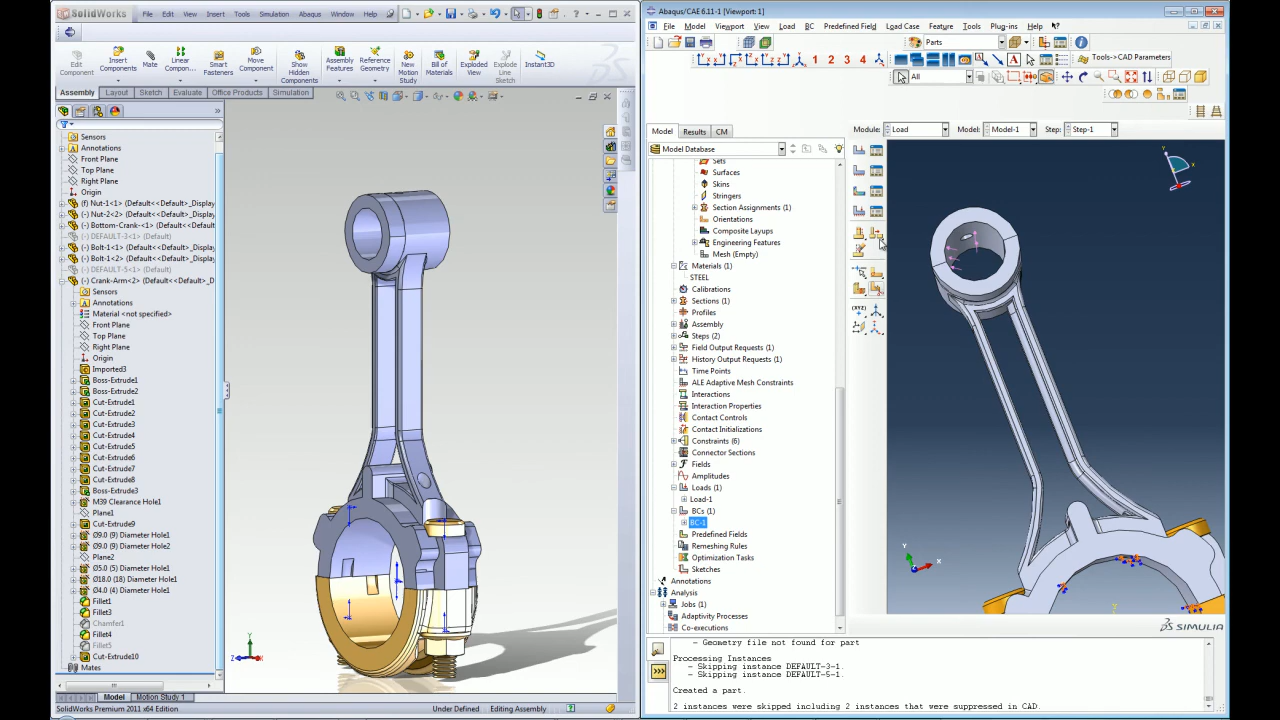 SolidWorks
File Edit View Insert Tools Simulation Abaqus Window Help
Edit Component
Insert Components
Mate
Linear Compon...
Smart Fasteners
Move Component
Show Hidden Components
Assembly Features
Reference Geometry
New Motion Study
Bill of Materials
Exploded View
Explode Line Sketch
Instant3D
Assembly Layout Sketch Evaluate Office Products Simulation
Sensors
Annotations
Front Plane
Top Plane
Right Plane
Origin
(f) Nut-1<1> (Default<<Default>_Display
(-) Nut-2<2> (Default<<Default>_Display
(-) Bottom-Crank-<1> (Default<<Default>
(-) DEFAULT-3<1> (Default<<Default>_Dis
(-) Bolt-1<1> (Default<<Default>_Display
(-) Bolt-1<2> (Default<<Default>_Display
(-) DEFAULT-5<1> (Default<<Default>_Dis
(-) Crank-Arm<2> (Default<<Default>_D
Sensors
Annotations
Material <not specified>
Front Plane
Top Plane
Right Plane
Origin
Imported3
Boss-Extrude1
Boss-Extrude2
Cut-Extrude1
Cut-Extrude2
Cut-Extrude3
Cut-Extrude4
Cut-Extrude5
Cut-Extrude6
Cut-Extrude7
Cut-Extrude8
Boss-Extrude3
M39 Clearance Hole1
Plane1
Cut-Extrude9
Ø9.0 (9) Diameter Hole1
Ø9.0 (9) Diameter Hole2
Plane2
Ø5.0 (5) Diameter Hole1
Ø18.0 (18) Diameter Hole1
Ø4.0 (4) Diameter Hole1
Fillet1
Fillet3
Chamfer1
Fillet4
Fillet5
Cut-Extrude10
Mates
Y
Z X
Model Motion Study 1
SolidWorks Premium 2011 x64 Edition Under Defined Editing Assembly
Abaqus/CAE 6.11-1 [Viewport: 1]
File Model Viewport View Load BC Predefined Field Load Case Feature Tools Plug-ins Help
Parts
1 2 3 4
A
Tools->CAD Parameters
All
Model Results CM
Module: Load Model: Model-1 Step: Step-1
Model Database
Sets
Surfaces
Skins
Stringers
Section Assignments (1)
Orientations
Composite Layups
Engineering Features
Mesh (Empty)
Materials (1)
STEEL
Calibrations
Sections (1)
Profiles
Assembly
Steps (2)
Field Output Requests (1)
History Output Requests (1)
Time Points
ALE Adaptive Mesh Constraints
Interactions
Interaction Properties
Contact Controls
Contact Initializations
Constraints (6)
Connector Sections
Fields
Amplitudes
Loads (1)
Load-1
BCs (1)
BC-1
Predefined Fields
Remeshing Rules
Optimization Tasks
Sketches
Annotations
Analysis
Jobs (1)
Adaptivity Processes
Co-executions
(XYZ)
Y
X
Z
Y
X
SIMULIA
- Geometry file not found for part
Processing Instances
- Skipping instance DEFAULT-3-1.
- Skipping instance DEFAULT-5-1.
Created a part.
2 instances were skipped including 2 instances that were suppressed in CAD.
>>>